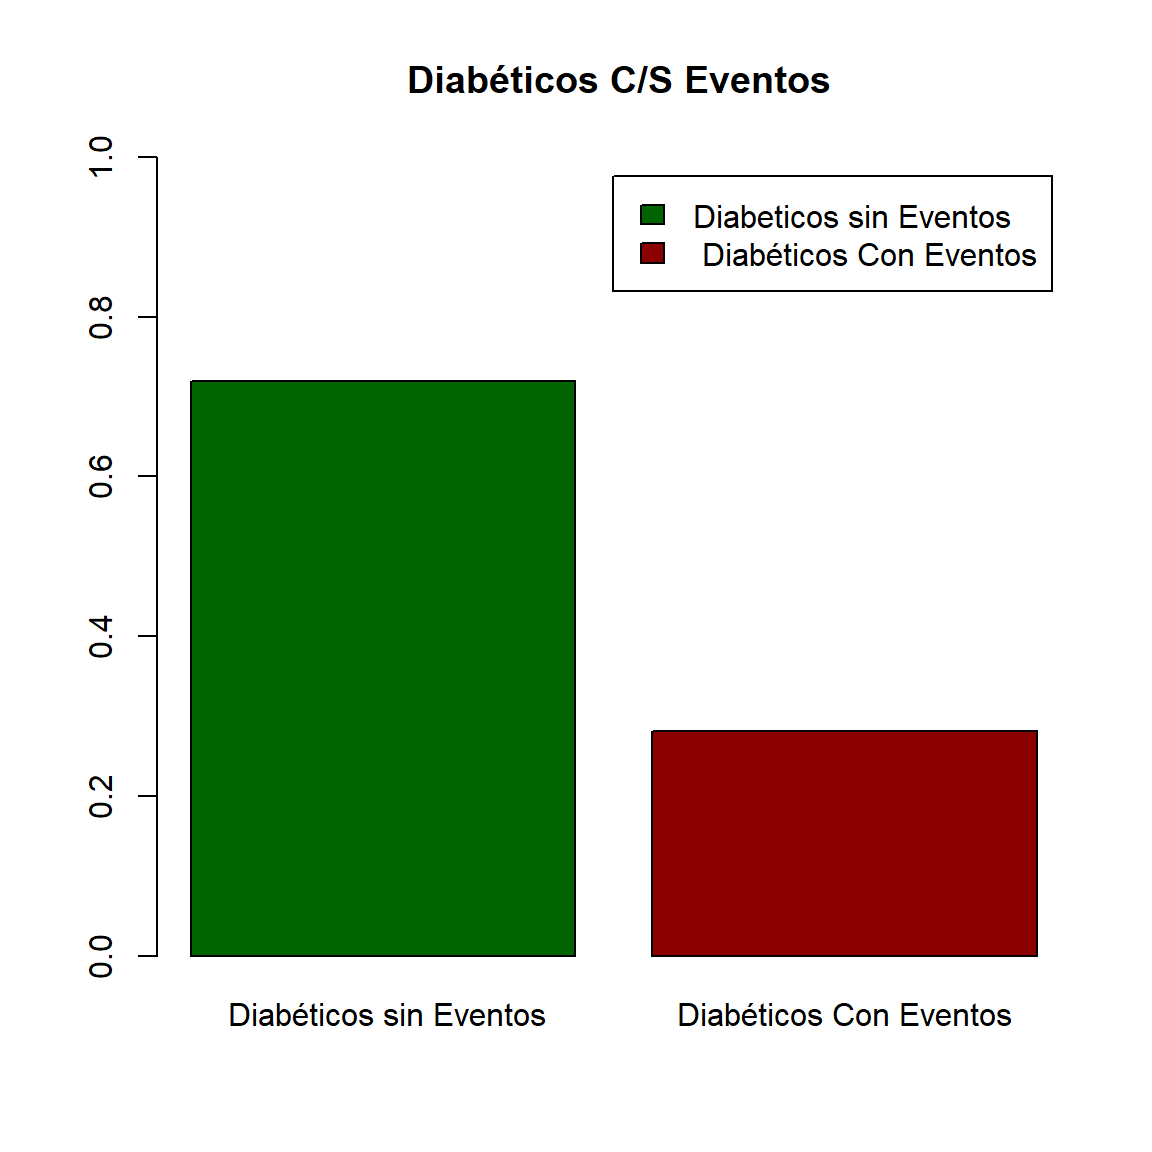 Diabéticos C/S Eventos
1.0
0.8
0.6
0.4
0.2
0.0
Diabeticos sin Eventos
Diabéticos Con Eventos
Diabéticos sin Eventos
Diabéticos Con Eventos